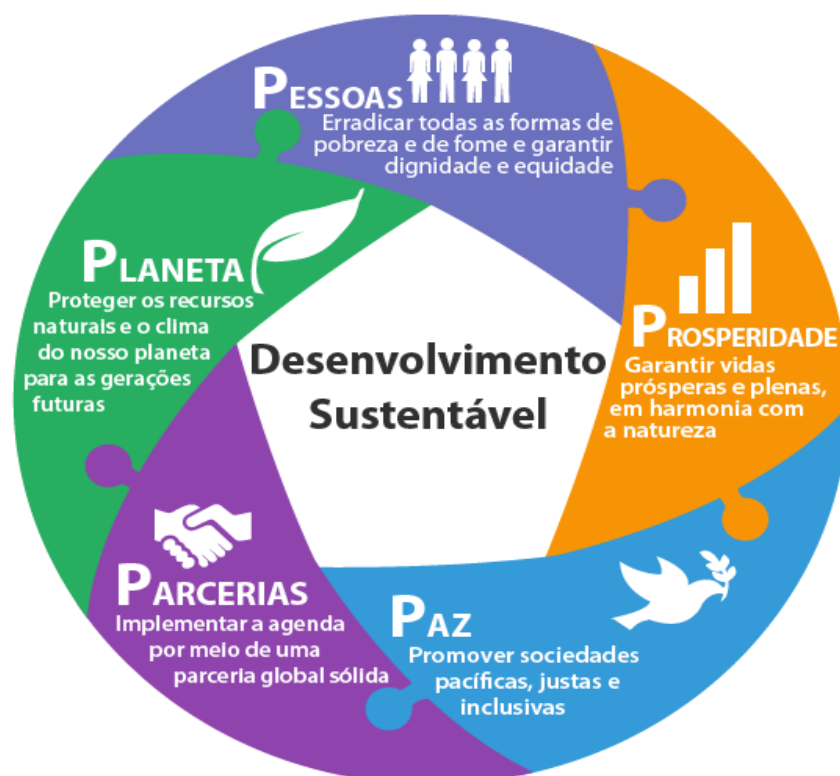 PESSOAS
Erradicar todas as formas de
pobreza e de fome e garantir
dignidade e equidade
PLANETA
Proteger os recursos
naturais e o clima
do nosso planeta
para as gerações
futuras
PROSPERIDADE
Garantir vidas
prósperas e plenas,
em harmonia com
a natureza
Desenvolvimento
Sustentável
PARCERIAS
Implementar a agenda
por meio de uma
parceria global sólida
PAZ
Promover sociedades
pacíficas, justas e
inclusivas